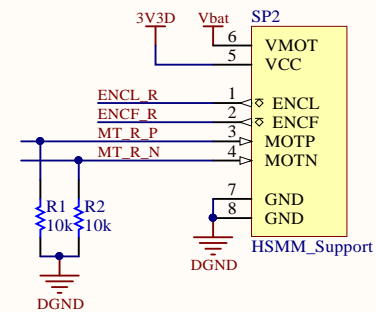 SP2
3V3D Vbat
6 VMOT
5 VCC
ENCL_R 1 ENCL
ENCF_R 2 ENCF
MT_R_P 3 MOTP
MT_R_N 4 MOTN
7 GND
R1 R2 8 GND
10k 10k
HSMM_Support
DGND
DGND